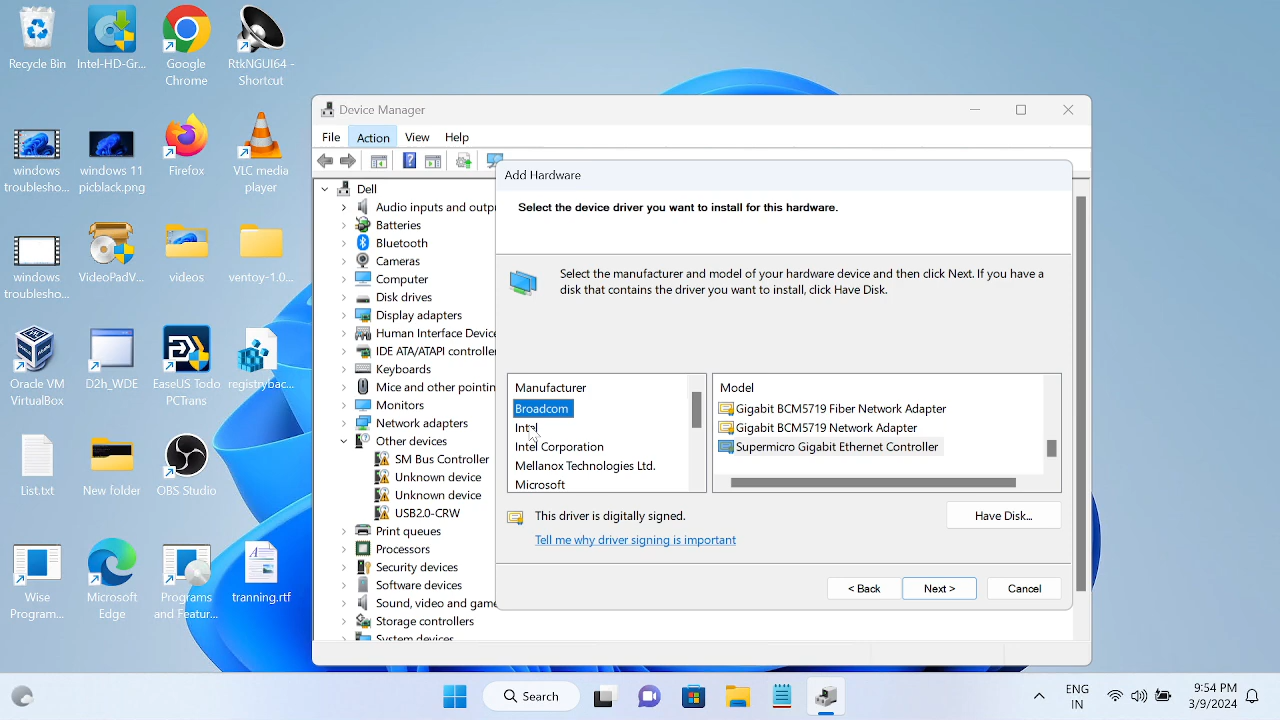 Recycle Bin
Intel-HD-Gr...
Google
Chrome
RtkNGUI64 -
Shortcut
windows
troublesho...
windows 11
picblack.png
Firefox
VLC media
player
windows
troublesho...
VideoPadV...
videos
ventoy-1.0...
Oracle VM
VirtualBox
D2h_WDE
EaseUS Todo
PCTrans
registrybac...
List.txt
New folder
OBS Studio
Wise
Program...
Microsoft
Edge
Programs
and Featur...
tranning.rtf
Device Manager
File Action View Help
Dell
Audio inputs and outpu
Batteries
Bluetooth
Cameras
Computer
Disk drives
Display adapters
Human Interface Device
IDE ATA/ATAPI controlle
Keyboards
Mice and other pointin
Monitors
Network adapters
Other devices
SM Bus Controller
Unknown device
Unknown device
USB2.0-CRW
Print queues
Processors
Security devices
Software devices
Sound, video and game
Storage controllers
System devices
Add Hardware
Select the device driver you want to install for this hardware.
Select the manufacturer and model of your hardware device and then click Next. If you have a
disk that contains the driver you want to install, click Have Disk.
Manufacturer
Broadcom
Intel
Intel Corporation
Mellanox Technologies Ltd.
Microsoft
Model
Gigabit BCM5719 Fiber Network Adapter
Gigabit BCM5719 Network Adapter
Supermicro Gigabit Ethernet Controller
This driver is digitally signed.
Have Disk...
Tell me why driver signing is important
< Back
Next >
Cancel
Search
ENG
IN
9:54 PM
3/9/2024